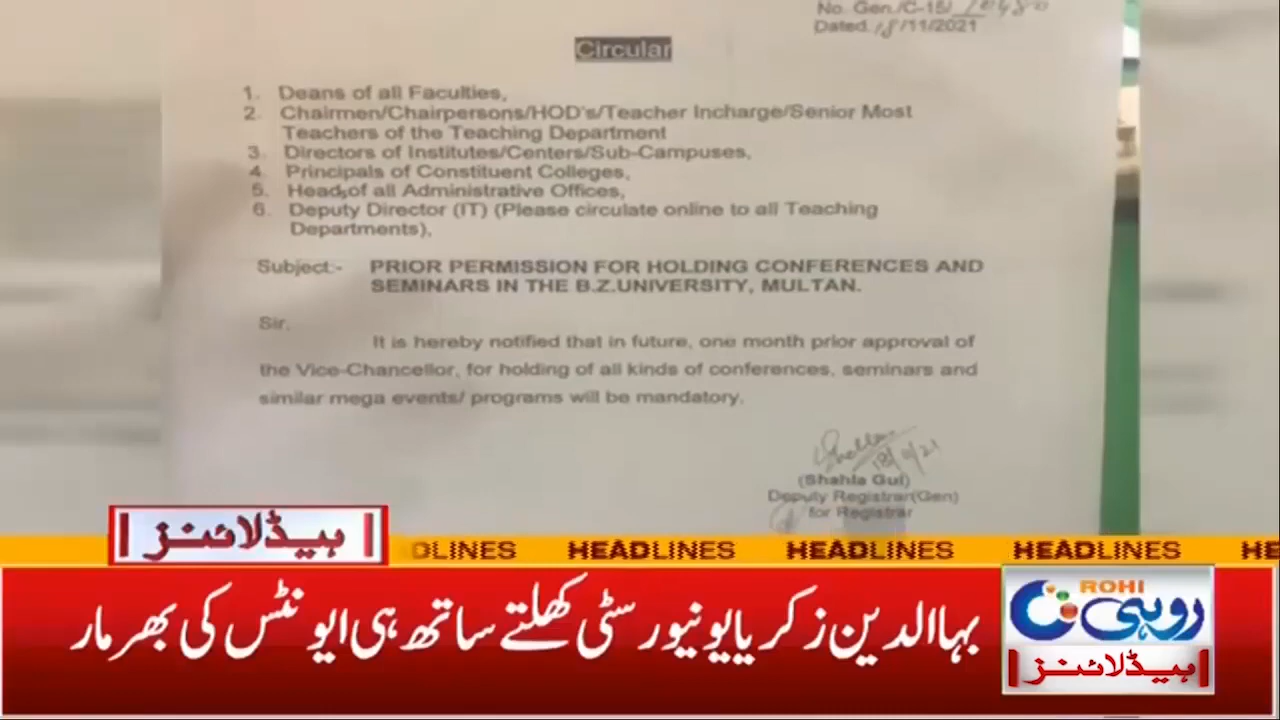 No. Gen./C-15/
Dated. 18/11/2021
Circular
1. Deans of all Faculties,
2. Chairmen/Chairpersons/HOD's/Teacher Incharge/Senior Most
Teachers of the Teaching Department
3. Directors of Institutes/Centers/Sub-Campuses,
4. Principals of Constituent Colleges,
5. Heads of all Administrative Offices,
6. Deputy Director (IT) (Please circulate online to all Teaching
Departments),
Subject:- PRIOR PERMISSION FOR HOLDING CONFERENCES AND
SEMINARS IN THE B.Z.UNIVERSITY, MULTAN.
Sir,
It is hereby notified that in future, one month prior approval of
the Vice-Chancellor, for holding of all kinds of conferences, seminars and
similar mega events/ programs will be mandatory.
18/11/21
(Shahla Gul)
Deputy Registrar(Gen)
for Registrar
ہیڈلائنز
DLINES HEADLINES HEADLINES HEADLINES HE
بہاالدین زکریا یونیورسٹی کھلتے ساتھ ہی ایونٹس کی بھرمار
ROHI
روہی
ہیڈلائنز